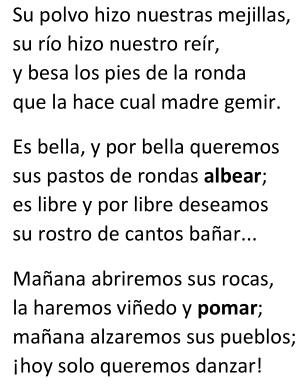 Su polvo hizo nuestras mejillas,
su río hizo nuestro reír,
y besa los pies de la ronda
que la hace cual madre gemir.
Es bella, y por bella queremos
sus pastos de rondas albear;
es libre y por libre deseamos
su rostro de cantos bañar...
Mañana abriremos sus rocas,
la haremos viñedo y pomar;
mañana alzaremos sus pueblos;
¡hoy solo queremos danzar!